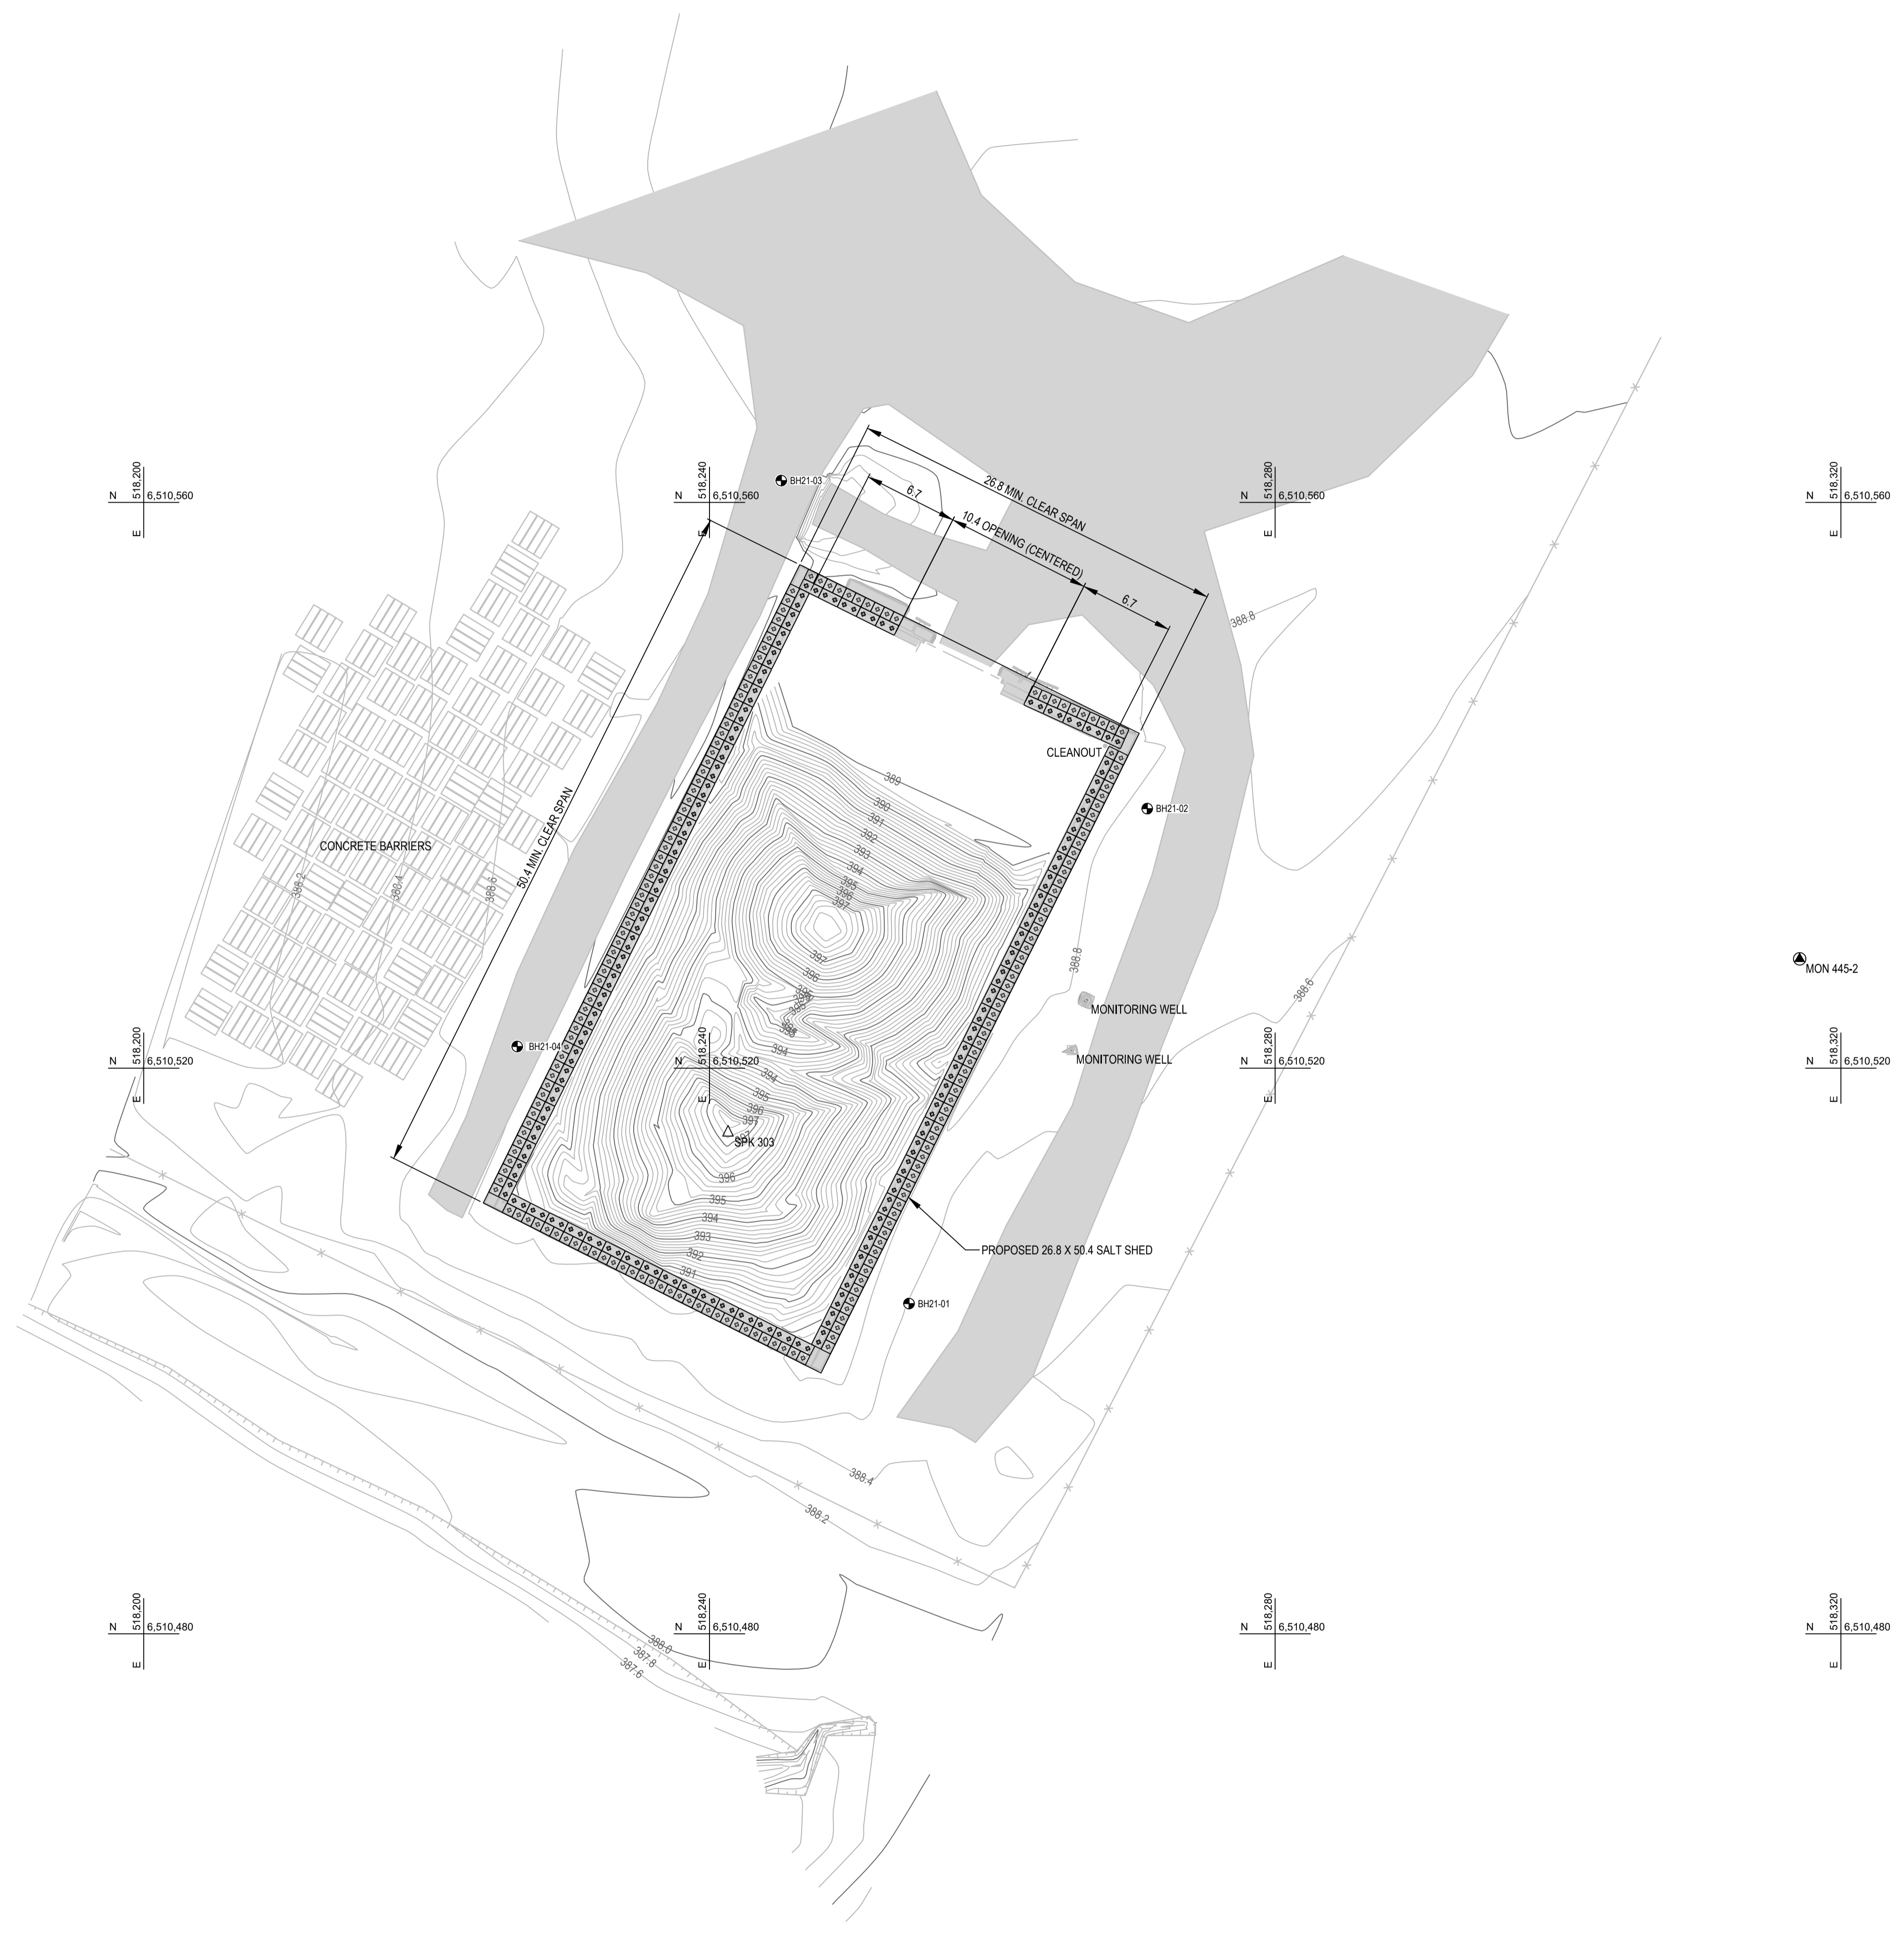 518,200
N 6,510,560
E
518,240
N 6,510,560
E
518,280
N 6,510,560
E
518,320
N 6,510,560
E
BH21-03
26.8 MIN. CLEAR SPAN
6.7
10.4 OPENING (CENTERED)
6.7
388.8
CLEANOUT
BH21-02
50.4 MIN. CLEAR SPAN
CONCRETE BARRIERS
388.2
388.4
388.6
389
390
391
392
393
394
395
396
397
397
396
395
394
388.8
388.6
MON 445-2
MONITORING WELL
MONITORING WELL
BH21-04
518,200
N 6,510,520
E
518,240
N 6,510,520
E
518,280
N 6,510,520
E
518,320
N 6,510,520
E
394
395
396
397
SPK 303
396
395
394
393
392
391
PROPOSED 26.8 X 50.4 SALT SHED
BH21-01
388.4
388.2
518,200
N 6,510,480
E
518,240
N 6,510,480
E
518,280
N 6,510,480
E
518,320
N 6,510,480
E
388.0
387.8
387.6